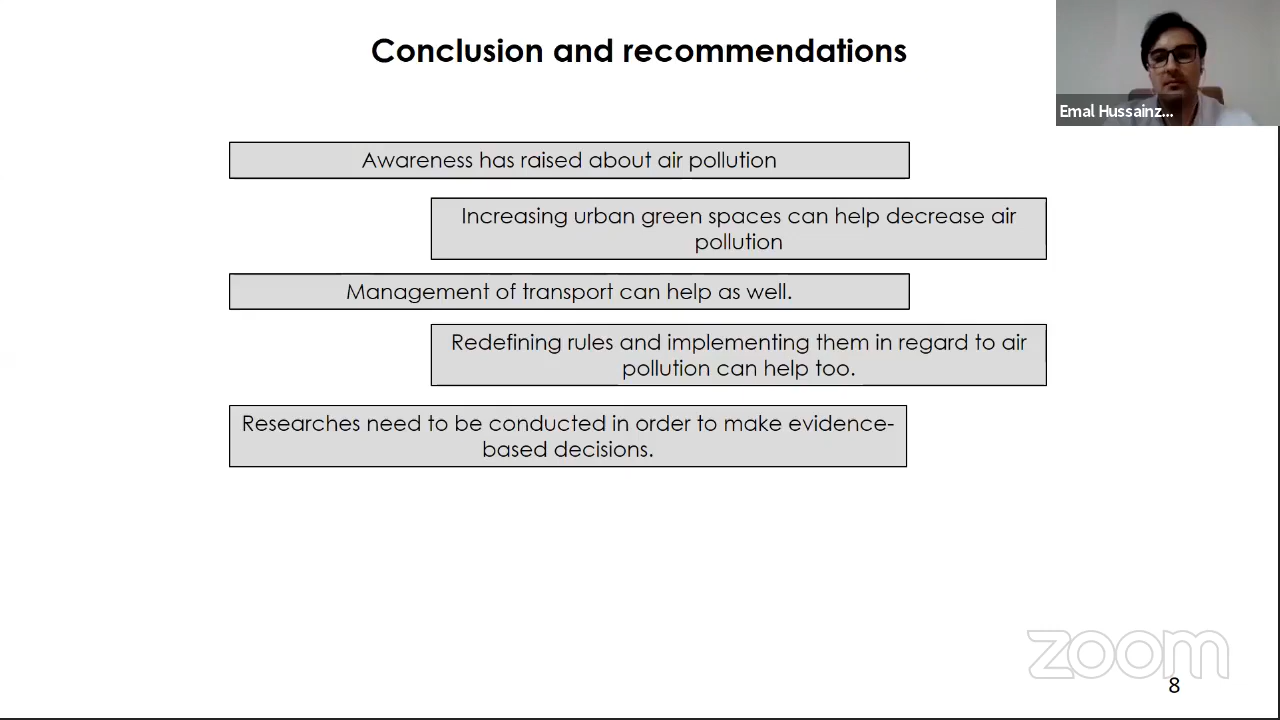 Conclusion and recommendations
Emal Hussainz...
Awareness has raised about air pollution
Increasing urban green spaces can help decrease air
pollution
Management of transport can help as well.
Redefining rules and implementing them in regard to air
pollution can help too.
Researches need to be conducted in order to make evidence-
based decisions.
zoom
8